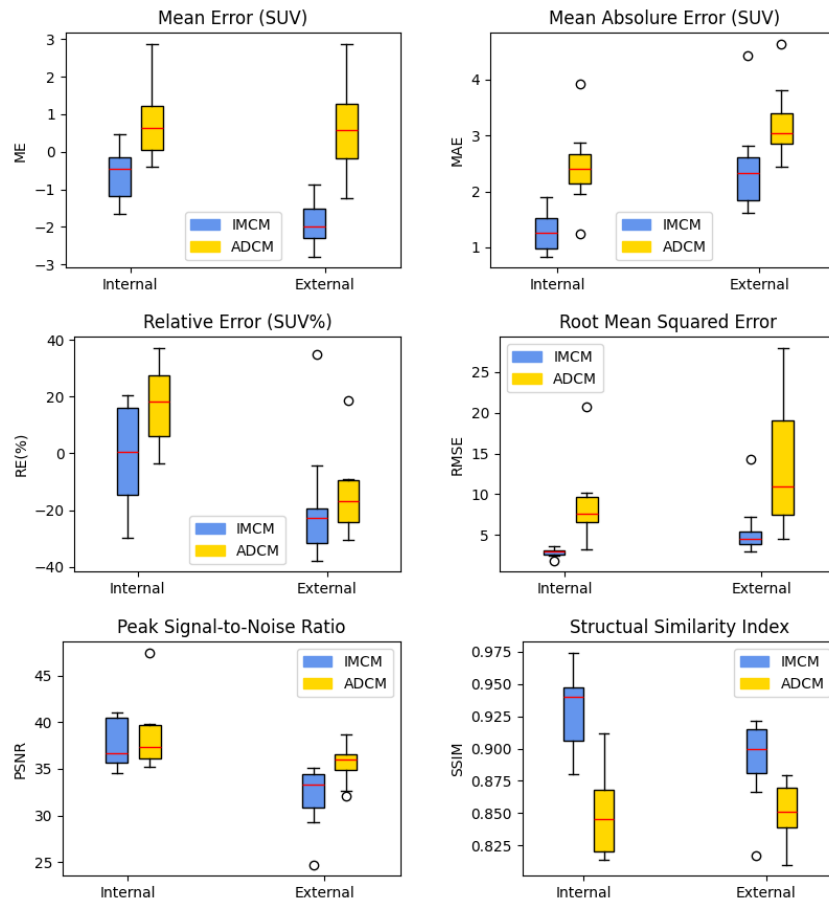 Mean Error (SUV)
ME
3
2
1
0
−1
−2
−3
IMCM
ADCM
Internal
External
Mean Absolure Error (SUV)
MAE
4
3
2
1
IMCM
ADCM
Internal
External
Relative Error (SUV%)
RE(%)
40
20
0
−20
−40
IMCM
ADCM
Internal
External
Root Mean Squared Error
RMSE
25
20
15
10
5
IMCM
ADCM
Internal
External
Peak Signal-to-Noise Ratio
PSNR
45
40
35
30
25
IMCM
ADCM
Internal
External
Structual Similarity Index
SSIM
0.975
0.950
0.925
0.900
0.875
0.850
0.825
IMCM
ADCM
Internal
External